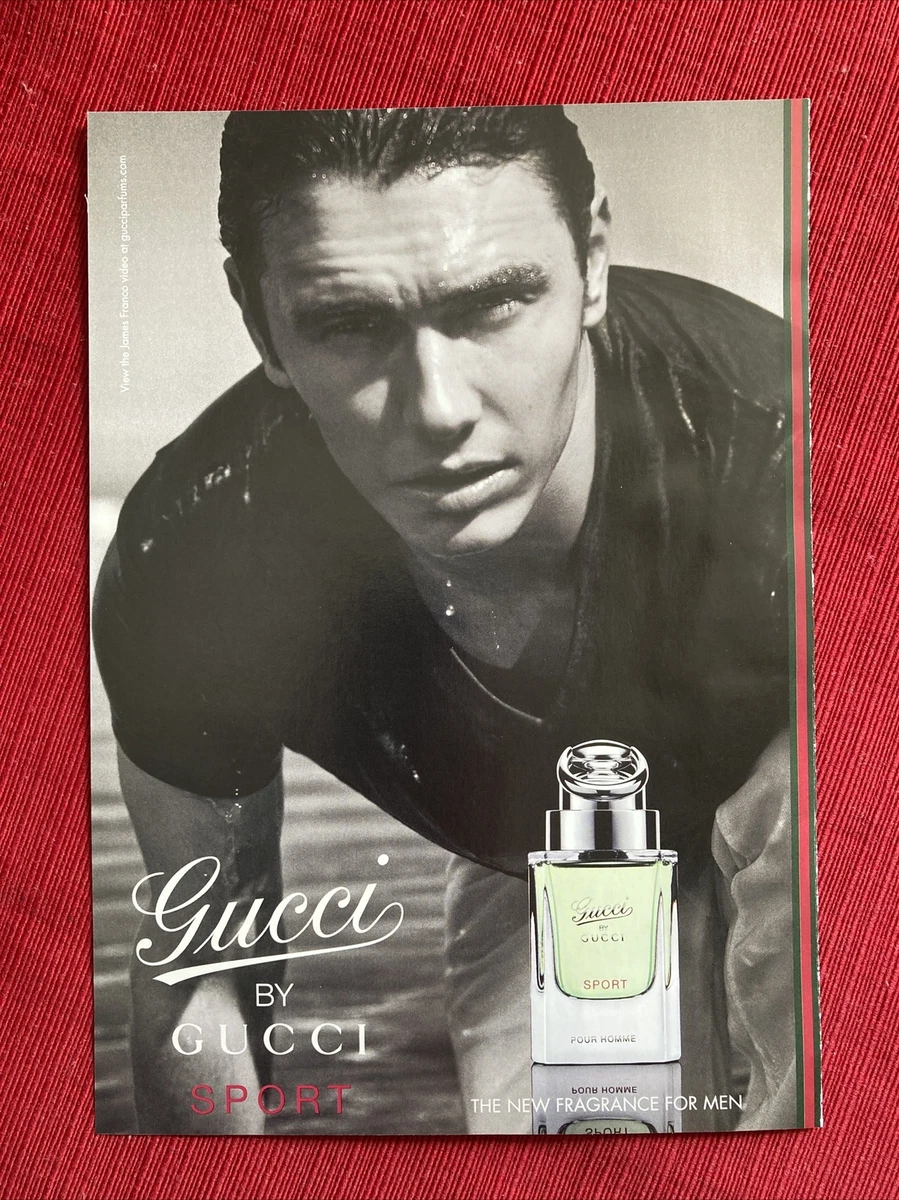 View the James Franco video at gucciparfums.com
Gucci
BY
GUCCI
SPORT
Gucci
BY
GUCCI
SPORT
POUR HOMME
POUR HOMME
SPORT
THE NEW FRAGRANCE FOR MEN